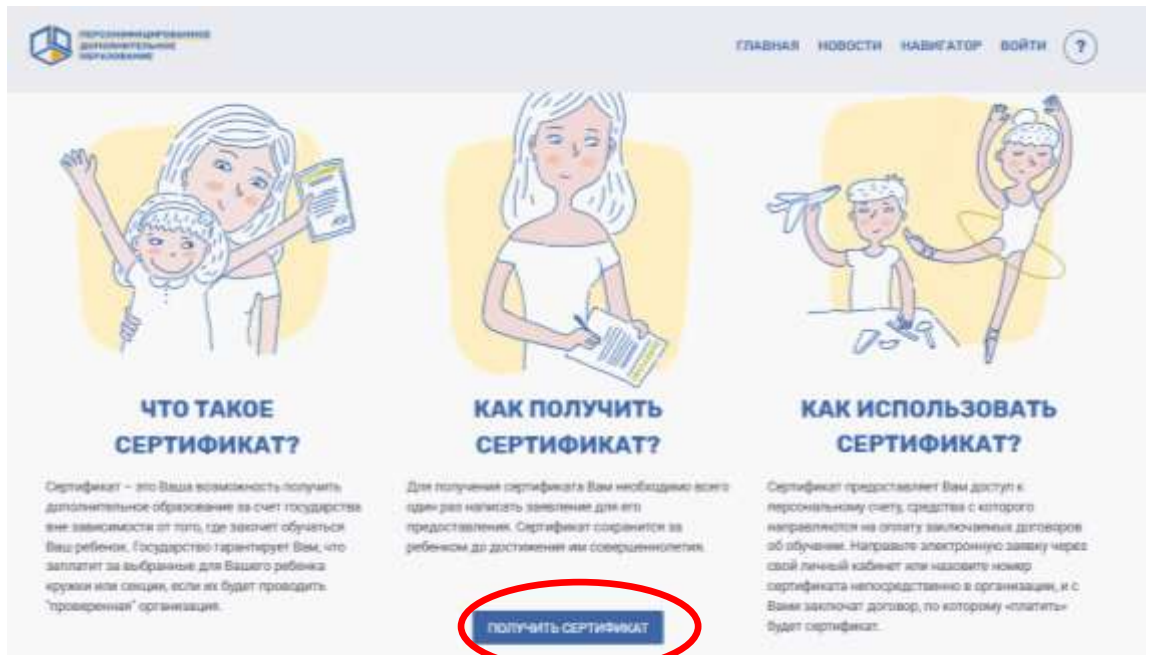 ПЕРСОНИФИЦИРОВАННОЕ
ДОПОЛНИТЕЛЬНОЕ
ОБРАЗОВАНИЕ
ГЛАВНАЯ НОВОСТИ НАВИГАТОР ВОЙТИ ?
ЧТО ТАКОЕ
СЕРТИФИКАТ?
Сертификат – это Ваша возможность получить
дополнительное образование за счет государства
вне зависимости от того, где захочет обучаться
Ваш ребенок. Государство гарантирует Вам, что
заплатит за выбранные для Вашего ребенка
кружки или секции, если их будет проводить
"проверенная" организация.
КАК ПОЛУЧИТЬ
СЕРТИФИКАТ?
Для получения сертификата Вам необходимо всего
один раз написать заявление для его
предоставления. Сертификат сохранится за
ребенком до достижения им совершеннолетия.
ПОЛУЧИТЬ СЕРТИФИКАТ
КАК ИСПОЛЬЗОВАТЬ
СЕРТИФИКАТ?
Сертификат предоставляет Вам доступ к
персональному счету, средства с которого
направляются на оплату заключаемых договоров
об обучении. Направьте электронную заявку через
свой личный кабинет или назовите номер
сертификата непосредственно в организации, и с
Вами заключат договор, по которому «платить»
будет сертификат.